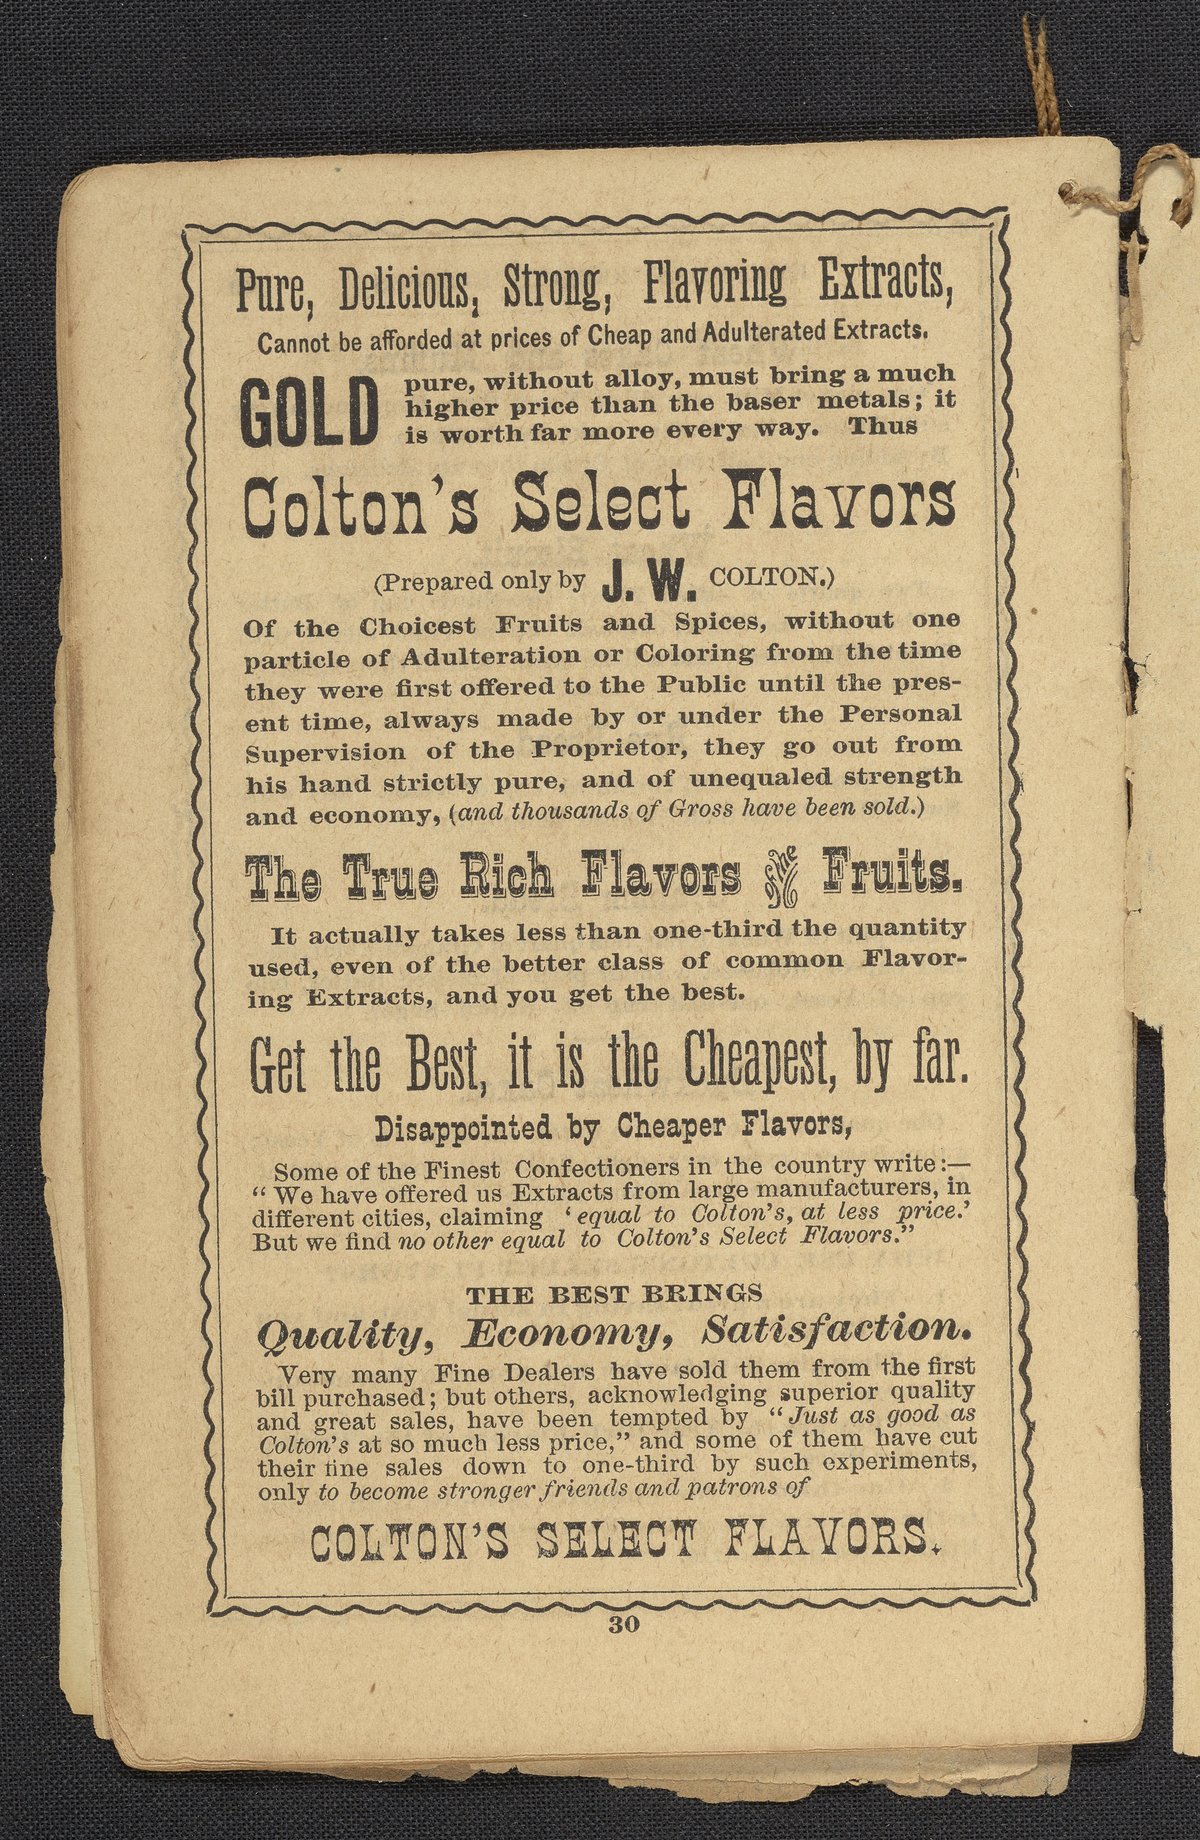 Pure, Delicious, Strong, Flavoring Extracts,
Cannot be afforded at prices of Cheap and Adulterated Extracts.
GOLD pure, without alloy, must bring a much
higher price than the baser metals; it
is worth far more every way. Thus
Colton's Select Flavors
(Prepared only by J. W. COLTON.)
Of the Choicest Fruits and Spices, without one
particle of Adulteration or Coloring from the time
they were first offered to the Public until the pres-
ent time, always made by or under the Personal
Supervision of the Proprietor, they go out from
his hand strictly pure, and of unequaled strength
and economy, (and thousands of Gross have been sold.)
The True Rich Flavors of the Fruits.
It actually takes less than one-third the quantity
used, even of the better class of common Flavor-
ing Extracts, and you get the best.
Get the Best, it is the Cheapest, by far.
Disappointed by Cheaper Flavors,
Some of the Finest Confectioners in the country write:—
"We have offered us Extracts from large manufacturers, in
different cities, claiming 'equal to Colton's, at less price.'
But we find no other equal to Colton's Select Flavors."
THE BEST BRINGS
Quality, Economy, Satisfaction.
Very many Fine Dealers have sold them from the first
bill purchased; but others, acknowledging superior quality
and great sales, have been tempted by "Just as good as
Colton's at so much less price," and some of them have cut
their fine sales down to one-third by such experiments,
only to become stronger friends and patrons of
COLTON'S SELECT FLAVORS.
30